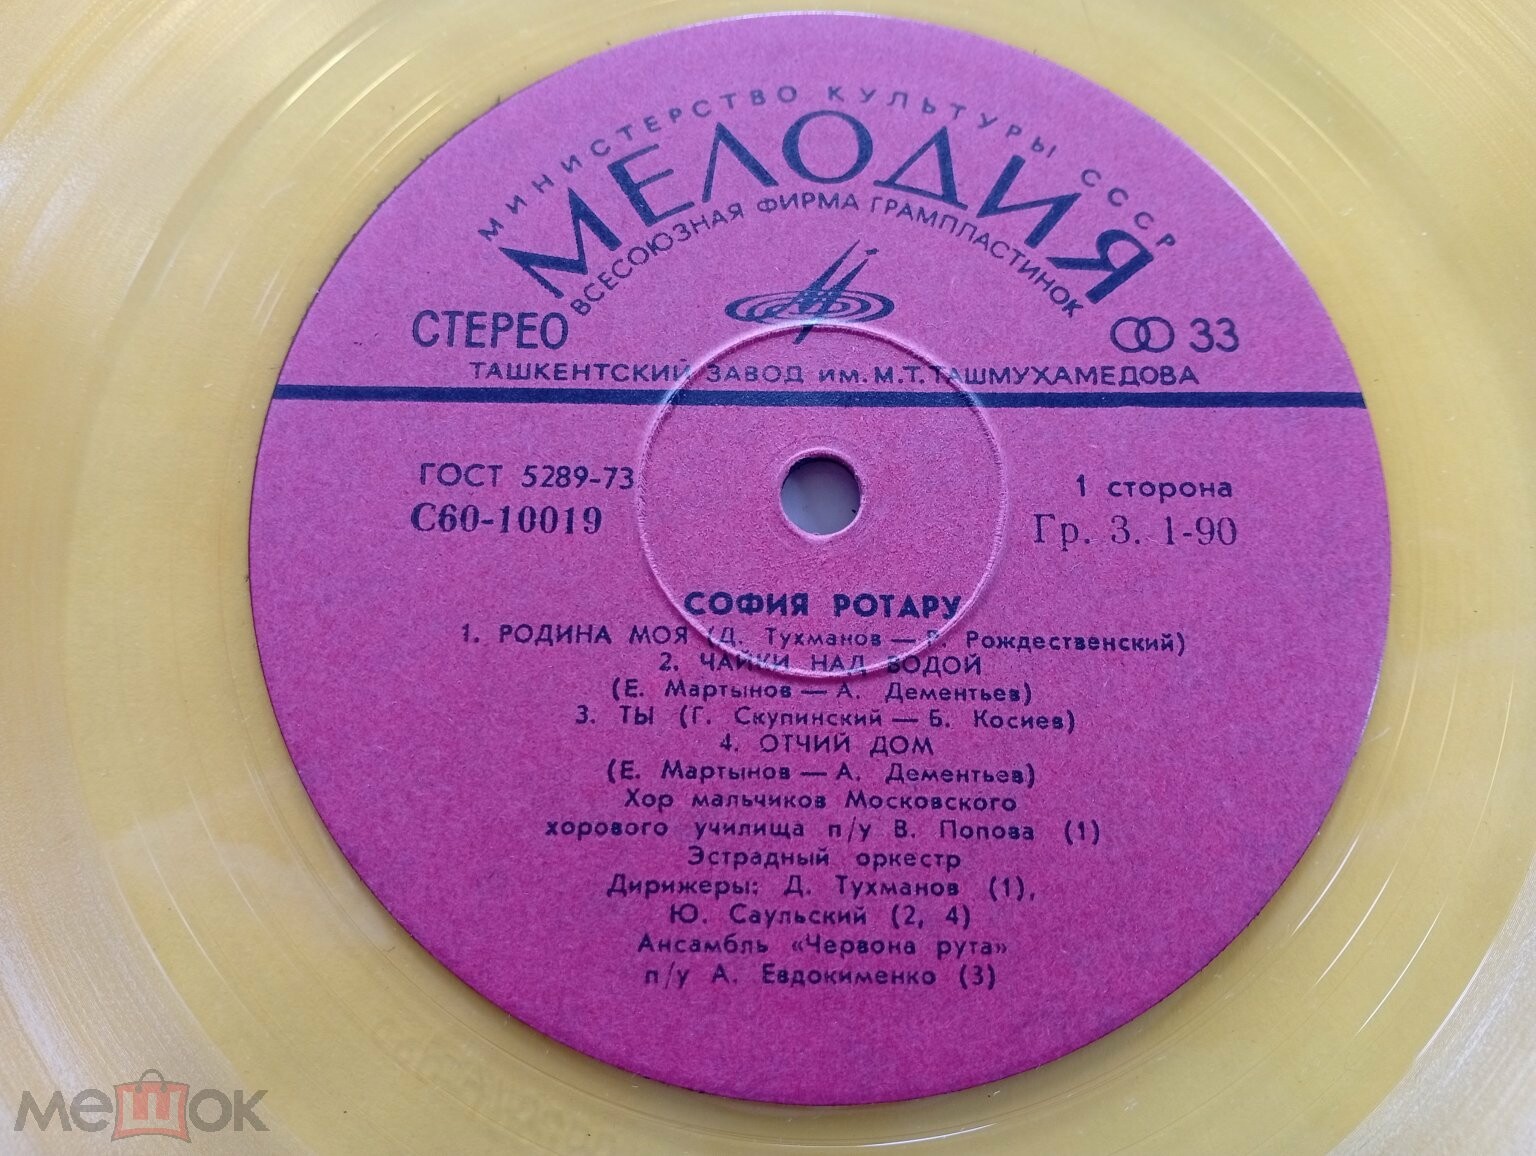 МИНИСТЕРСТВО КУЛЬТУРЫ СССР
МЕЛОДИЯ
ВСЕСОЮЗНАЯ ФИРМА ГРАМПЛАСТИНОК
СТЕРЕО 33
ТАШКЕНТСКИЙ ЗАВОД ИМ. М. Т. ТАШМУХАМЕДОВА
ГОСТ 5289-73 1 сторона
С60-10019 Гр. 3. 1-90
СОФИЯ РОТАРУ
1. РОДИНА МОЯ (Д. Тухманов — Р. Рождественский)
2. ЧАЙКИ НАД ВОДОЙ
(Е. Мартынов — А. Дементьев)
3. ТЫ (Г. Скупинский — Б. Косиев)
4. ОТЧИЙ ДОМ
(Е. Мартынов — А. Дементьев)
Хор мальчиков Московского
хорового училища п/у В. Попова (1)
Эстрадный оркестр
Дирижеры: Д. Тухманов (1),
Ю. Саульский (2, 4)
Ансамбль «Червона рута»
п/у А. Евдокименко (3)
мешок